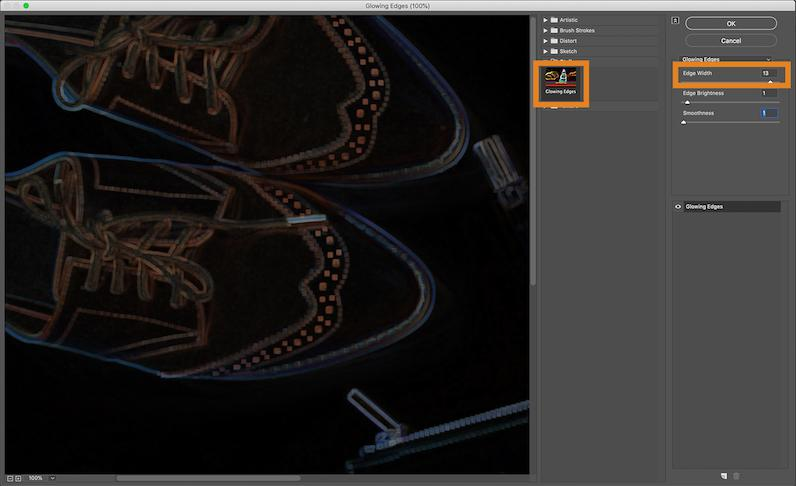 Glowing Edges (100%)
Artistic
Brush Strokes
Distort
Sketch
Glowing Edges
OK
Cancel
Glowing Edges
Edge Width 13
Edge Brightness 1
Smoothness 1
Glowing Edges
100%